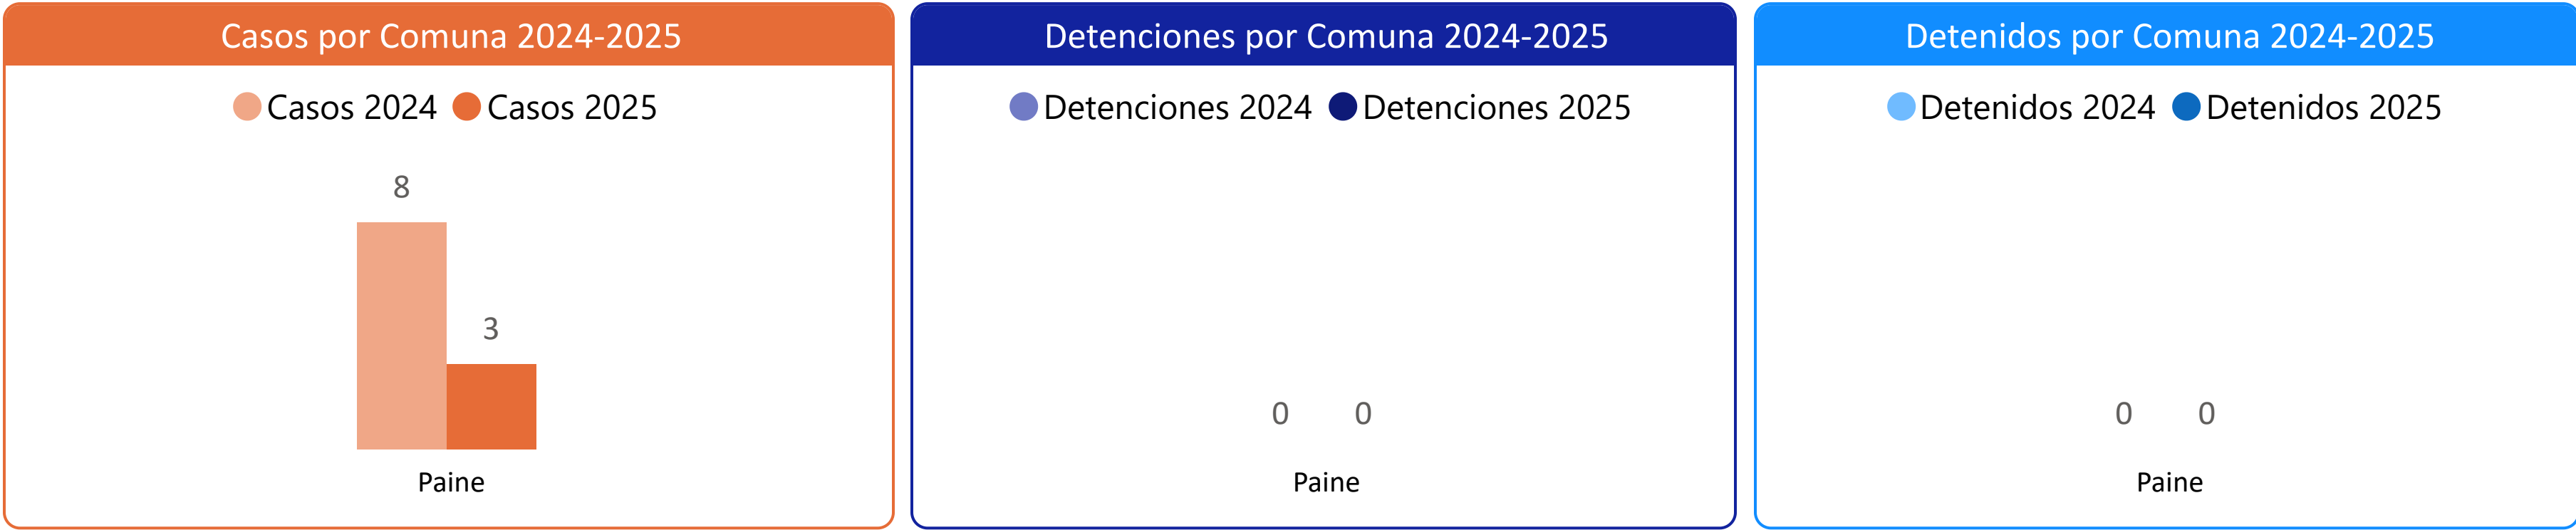 Casos por Comuna 2024-2025
Casos 2024 Casos 2025
8
3
Paine
Detenciones por Comuna 2024-2025
Detenciones 2024 Detenciones 2025
0 0
Paine
Detenidos por Comuna 2024-2025
Detenidos 2024 Detenidos 2025
0 0
Paine